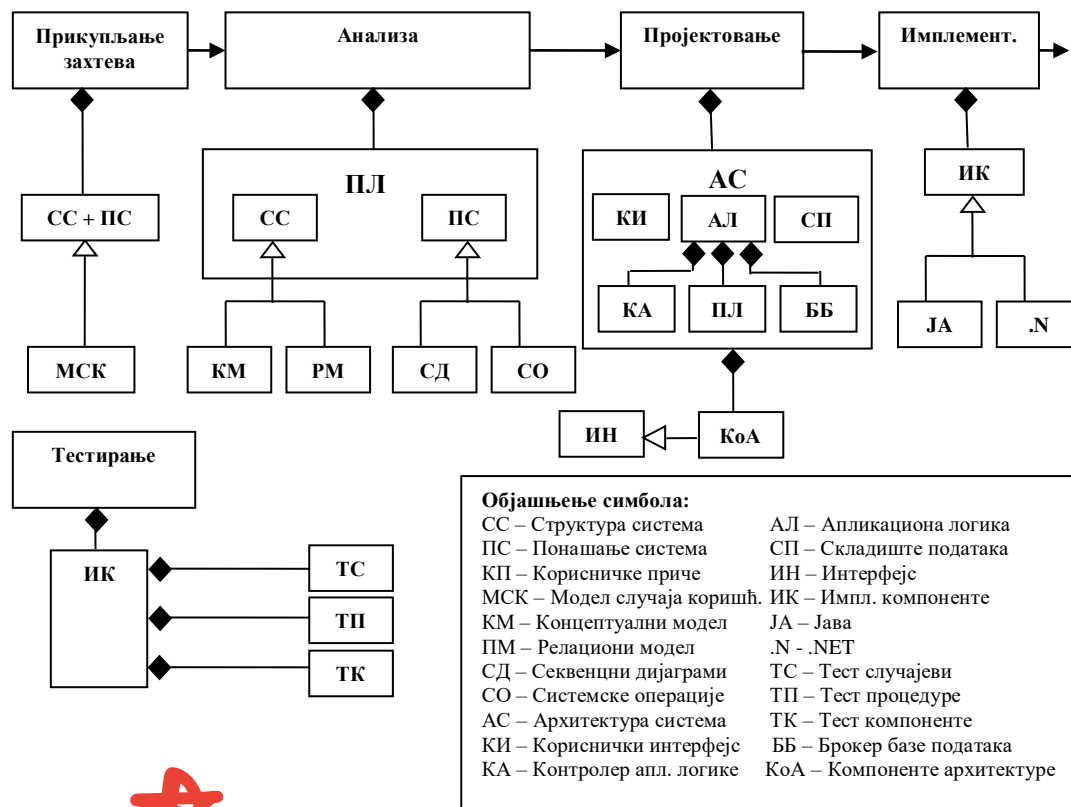 Прикупљање
захтева
Анализа
Пројектовање
Имплемент.
ПЛ
АС
ИК
СС + ПС
СС
ПС
КИ
АЛ
СП
КА
ПЛ
ББ
ЈА
.N
МСК
КМ
РМ
СД
СО
ИН
КоА
Тестирање
ИК
ТС
ТП
ТК
Објашњење симбола:
СС – Структура система
ПС – Понашање система
КП – Корисничке приче
МСК – Модел случаја коришћ.
КМ – Концептуални модел
ПМ – Релациони модел
СД – Секвенцни дијаграми
СО – Системске операције
АС – Архитектура система
КИ – Кориснички интерфејс
КА – Контролер апл. логике
АЛ – Апликациона логика
СП – Складиште података
ИН – Интерфејс
ИК – Импл. компоненте
ЈА – Јава
.N - .NET
ТС – Тест случајеви
ТП – Тест процедуре
ТК – Тест компоненте
ББ – Брокер базе података
КоА – Компоненте архитектуре